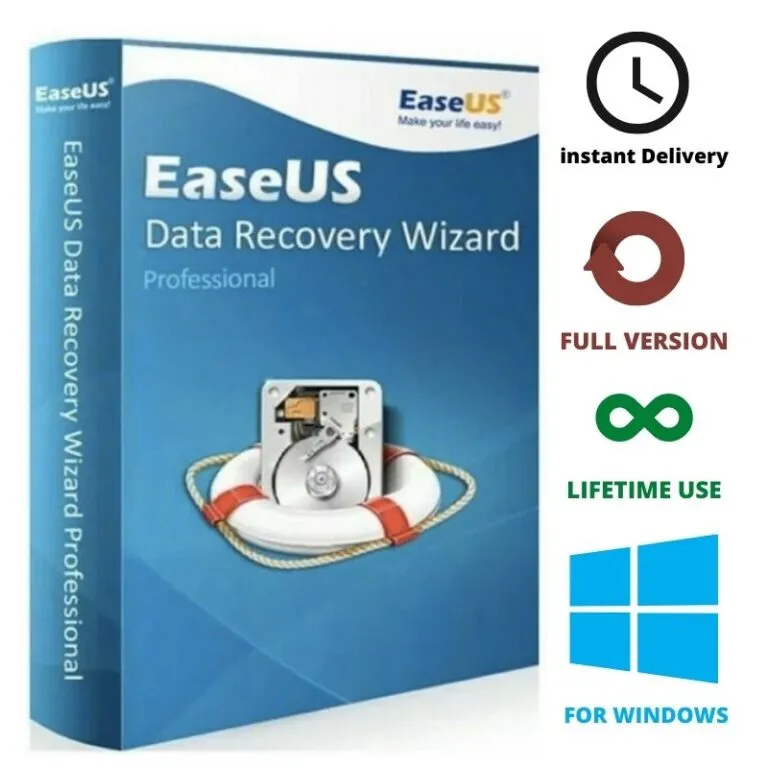 EaseUS®
Make your life easy!
EaseUS Data Recovery Wizard Professional
EaseUS®
Make your life easy!
EaseUS
Data Recovery Wizard
Professional
instant Delivery
FULL VERSION
LIFETIME USE
FOR WINDOWS